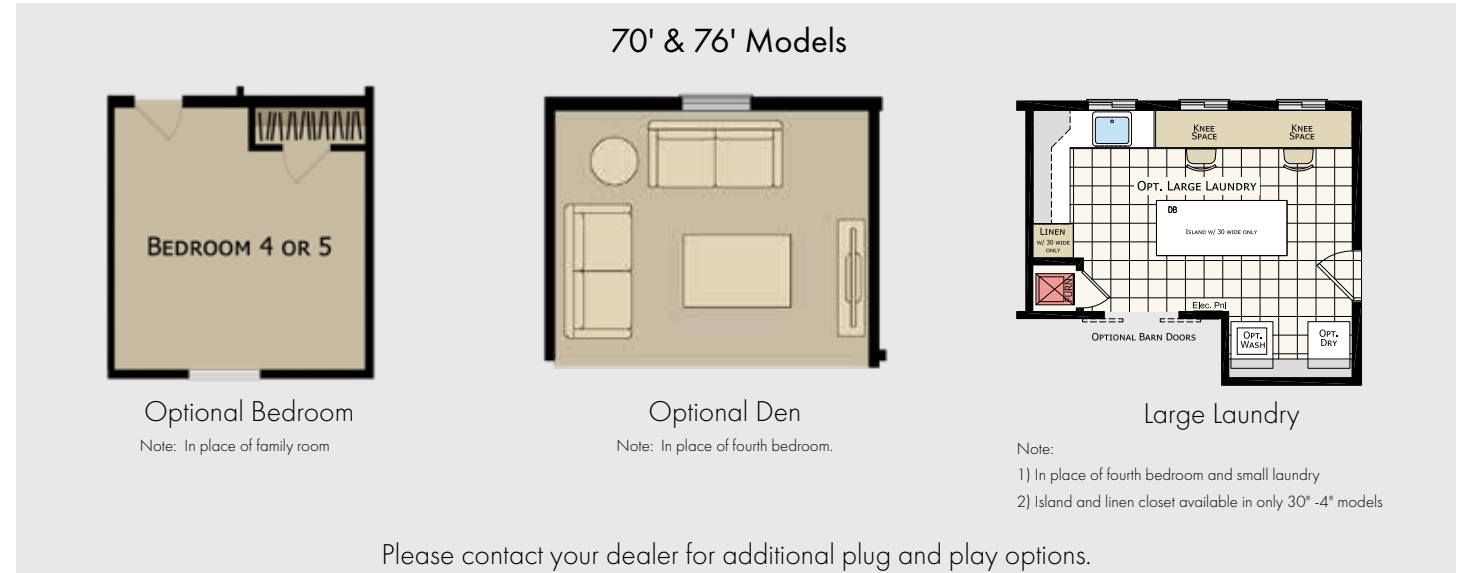 70' & 76' Models
BEDROOM 4 OR 5
Optional Bedroom
Note: In place of family room
Optional Den
Note: In place of fourth bedroom.
KNEE
SPACE
KNEE
SPACE
OPT. LARGE LAUNDRY
DB
ISLAND W/ 30 WIDE ONLY
LINEN
W/ 30 WIDE
ONLY
FURN
Elec. Pnl
OPTIONAL BARN DOORS
OPT.
WASH
OPT.
DRY
Large Laundry
Note:
1) In place of fourth bedroom and small laundry
2) Island and linen closet available in only 30" -4" models
Please contact your dealer for additional plug and play options.